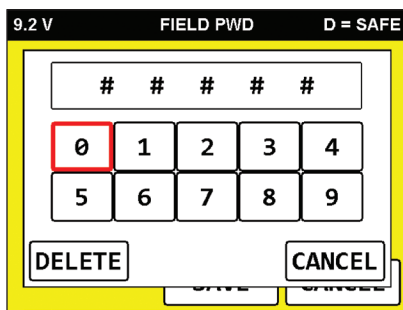 9.2 V FIELD PWD D = SAFE
# # # # #
0 1 2 3 4
5 6 7 8 9
DELETE CANCEL